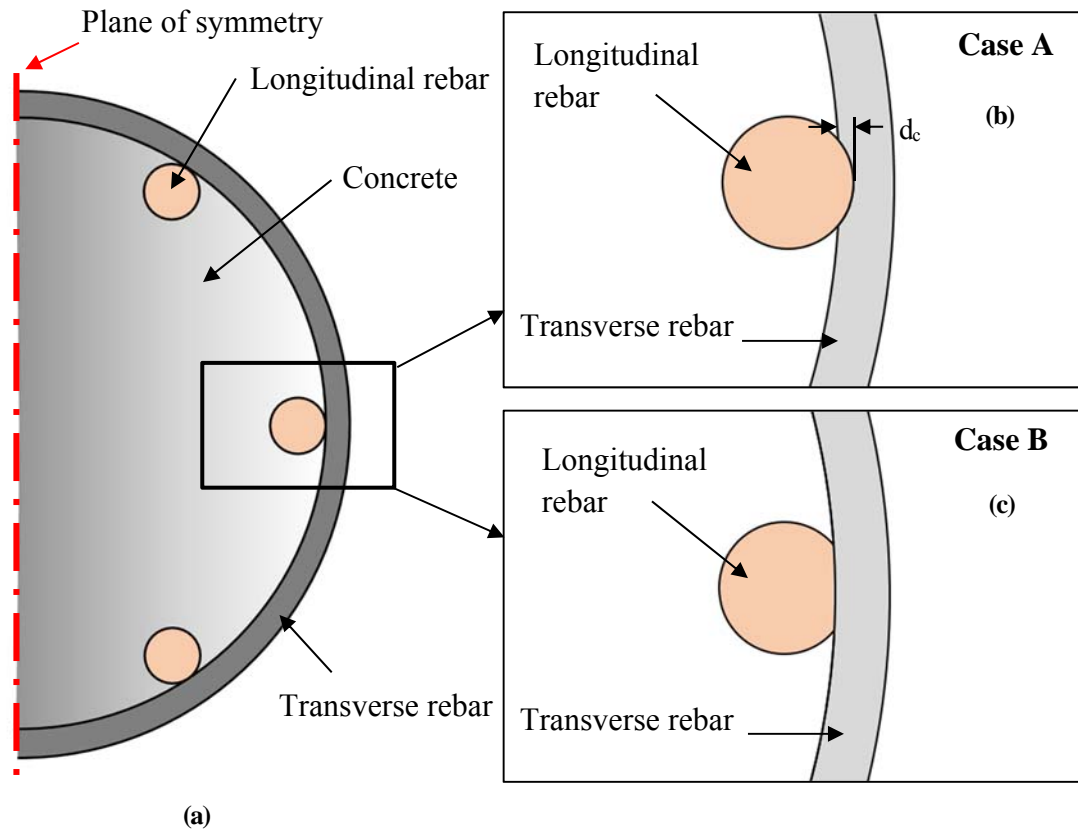 Plane of symmetry
Longitudinal rebar
Concrete
Transverse rebar
(a)
Case A
Longitudinal
rebar
(b)
dc
Transverse rebar
Case B
Longitudinal
rebar
(c)
Transverse rebar